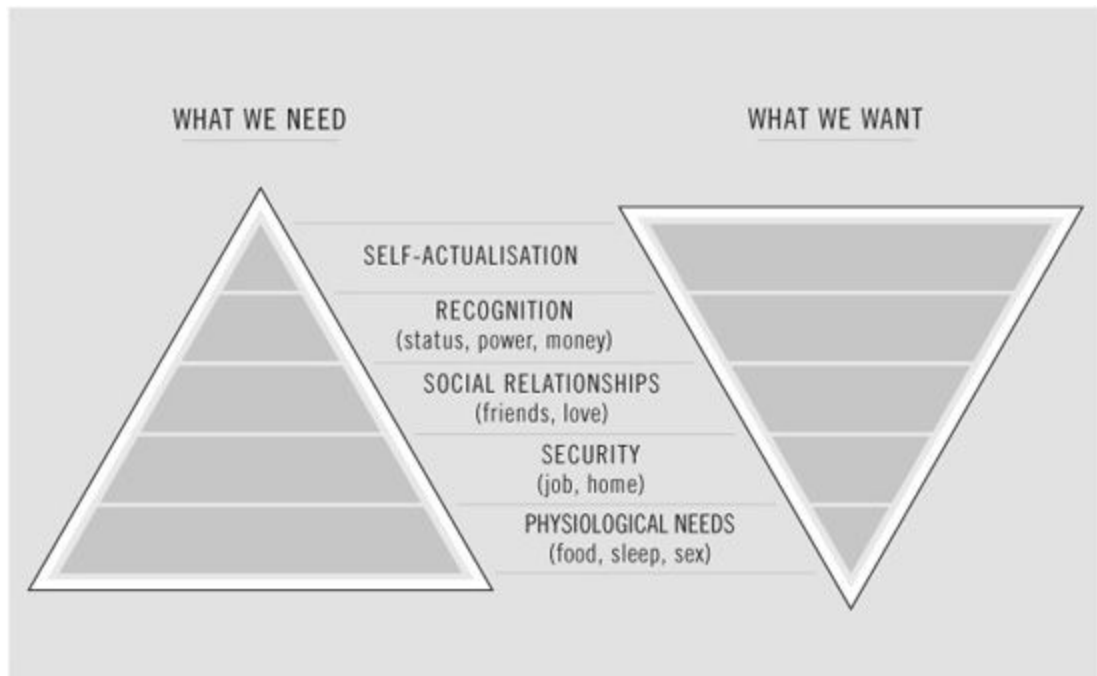 WHAT WE NEED
WHAT WE WANT
SELF-ACTUALISATION
RECOGNITION
(status, power, money)
SOCIAL RELATIONSHIPS
(friends, love)
SECURITY
(job, home)
PHYSIOLOGICAL NEEDS
(food, sleep, sex)